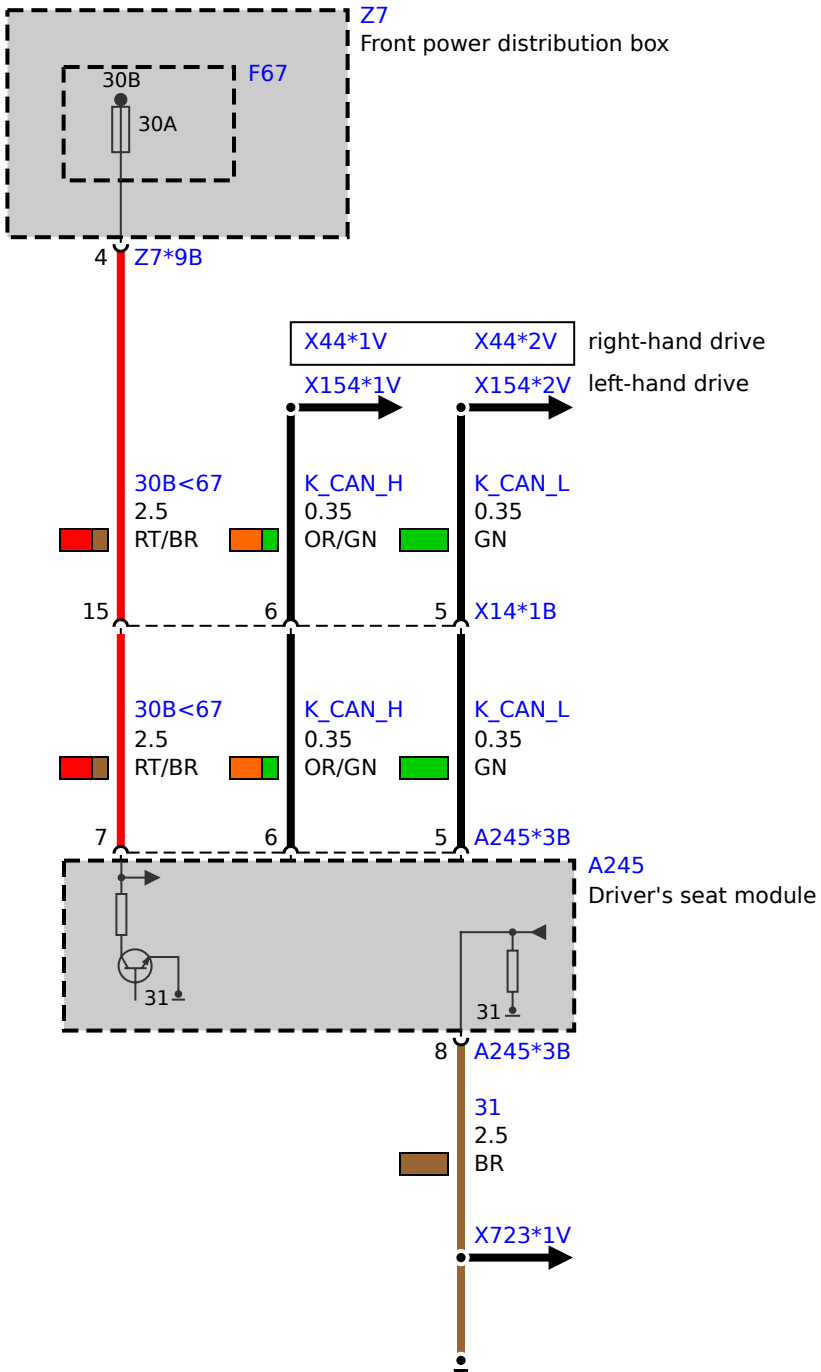 Z7
Front power distribution box
F67
30B
30A
4 Z7*9B
X44*1V X44*2V right-hand drive
X154*1V X154*2V left-hand drive
30B<67 K_CAN_H K_CAN_L
2.5 0.35 0.35
RT/BR OR/GN GN
15 6 5 X14*1B
30B<67 K_CAN_H K_CAN_L
2.5 0.35 0.35
RT/BR OR/GN GN
7 6 5 A245*3B
A245
Driver's seat module
31 31
8 A245*3B
31
2.5
BR
X723*1V